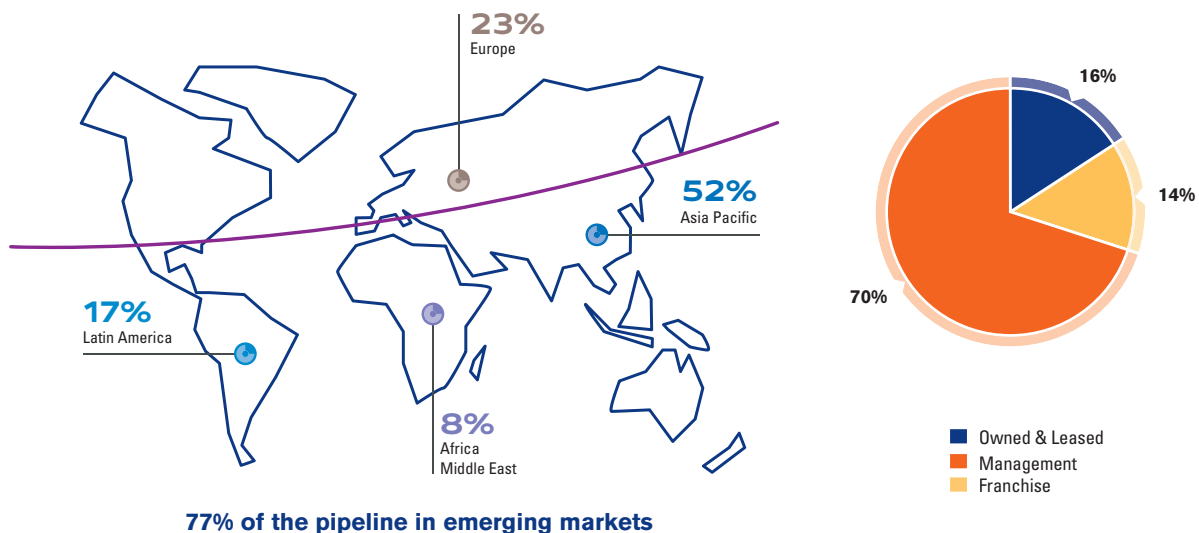 23%
Europe
52%
Asia Pacific
17%
Latin America
8%
Africa
Middle East
77% of the pipeline in emerging markets
16%
14%
70%
Owned & Leased
Management
Franchise